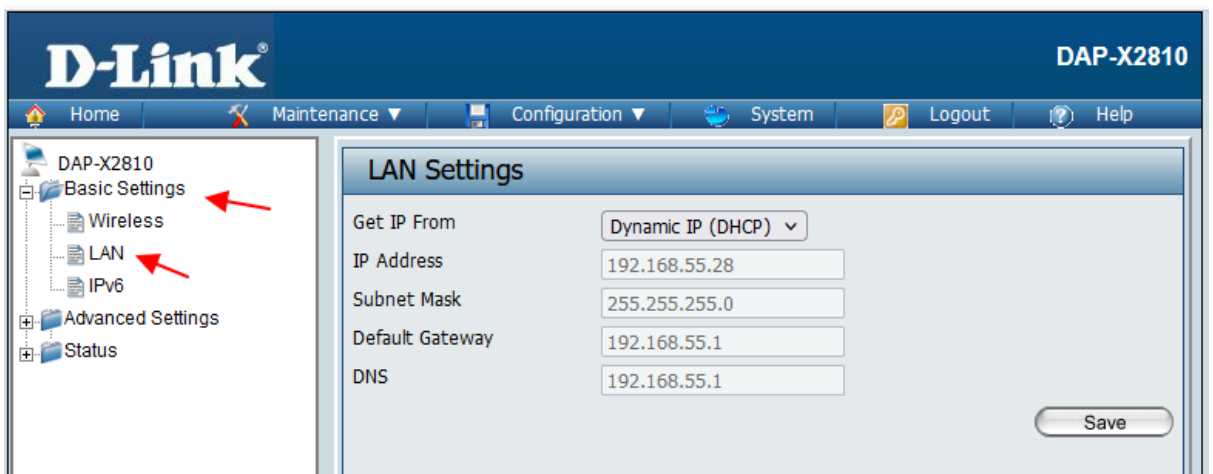 D-Link®
DAP-X2810
Home Maintenance ▼ Configuration ▼ System Logout Help
DAP-X2810
Basic Settings
Wireless
LAN
IPv6
Advanced Settings
Status
LAN Settings
Get IP From Dynamic IP (DHCP)
IP Address 192.168.55.28
Subnet Mask 255.255.255.0
Default Gateway 192.168.55.1
DNS 192.168.55.1
Save